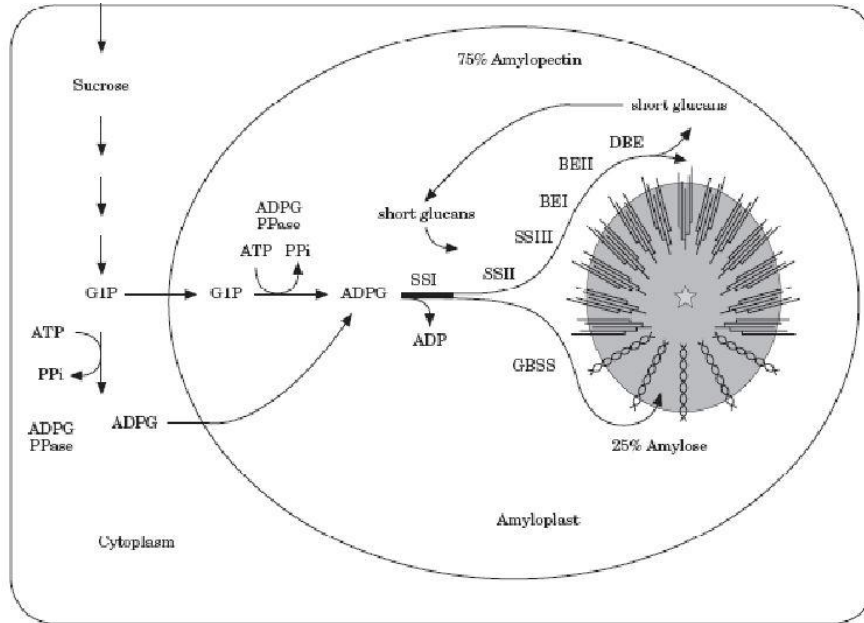 75% Amylopectin
Sucrose
short glucans
DBE
BEII
BEI
SSIII
SSII
short glucans
ADPG
PPase
ATP PPi
G1P
G1P
ADPG
SSI
ADP
ATP
PPi
GBSS
ADPG
PPase
ADPG
25% Amylose
Amyloplast
Cytoplasm